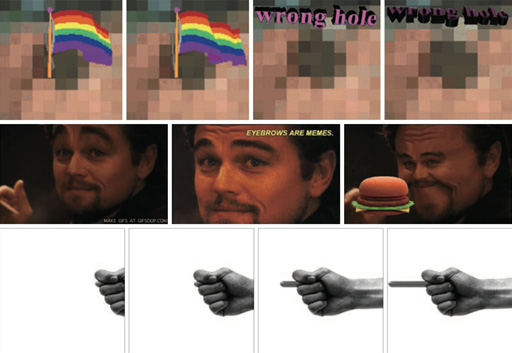 wrong hole
wrong hole
MAKE GIFS AT GIFSOUP.COM
EYEBROWS ARE MEMES.